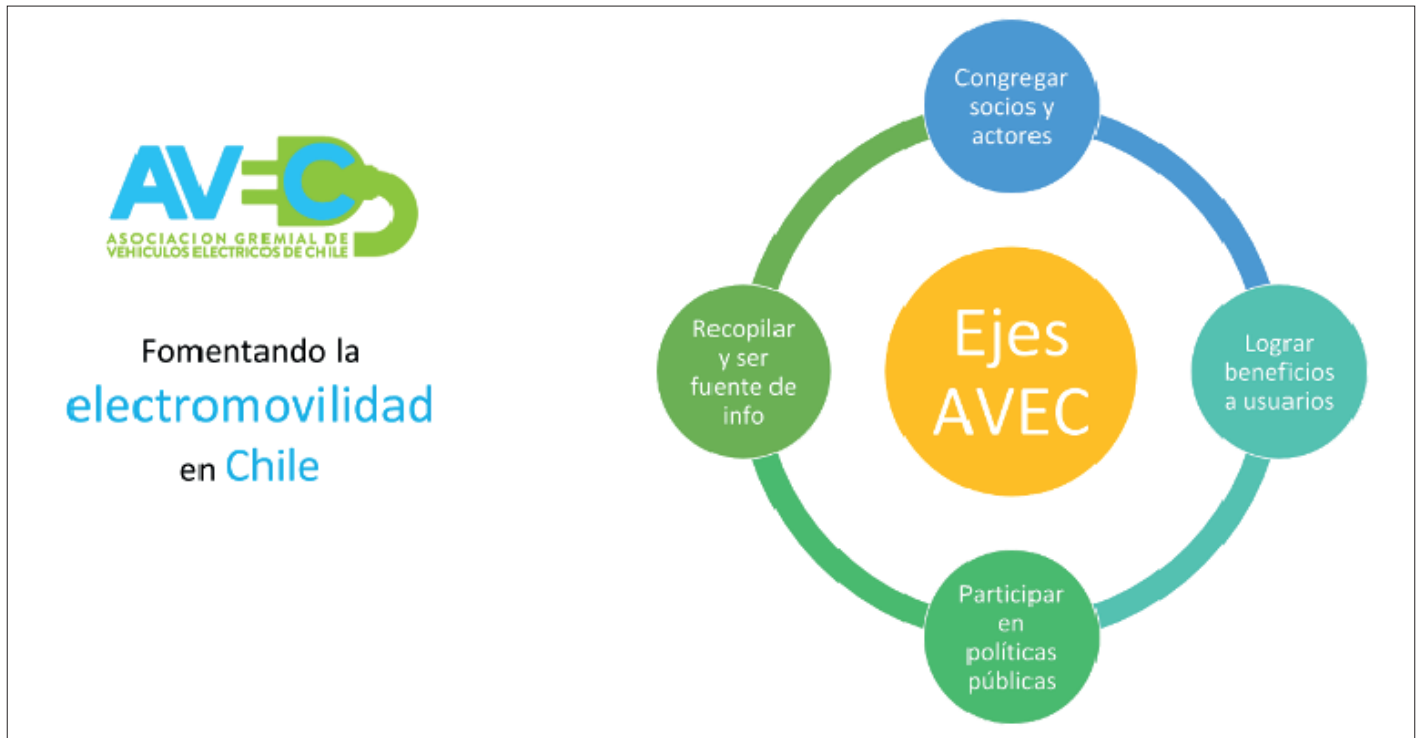 AVEC
ASOCIACION GREMIAL DE
VEHICULOS ELECTRICOS DE CHILE
Fomentando la
electromovilidad
en Chile
Congregar
socios y
actores
Recopilar
y ser
fuente de
info
Ejes
AVEC
Lograr
beneficios
a usuarios
Participar
en
políticas
públicas